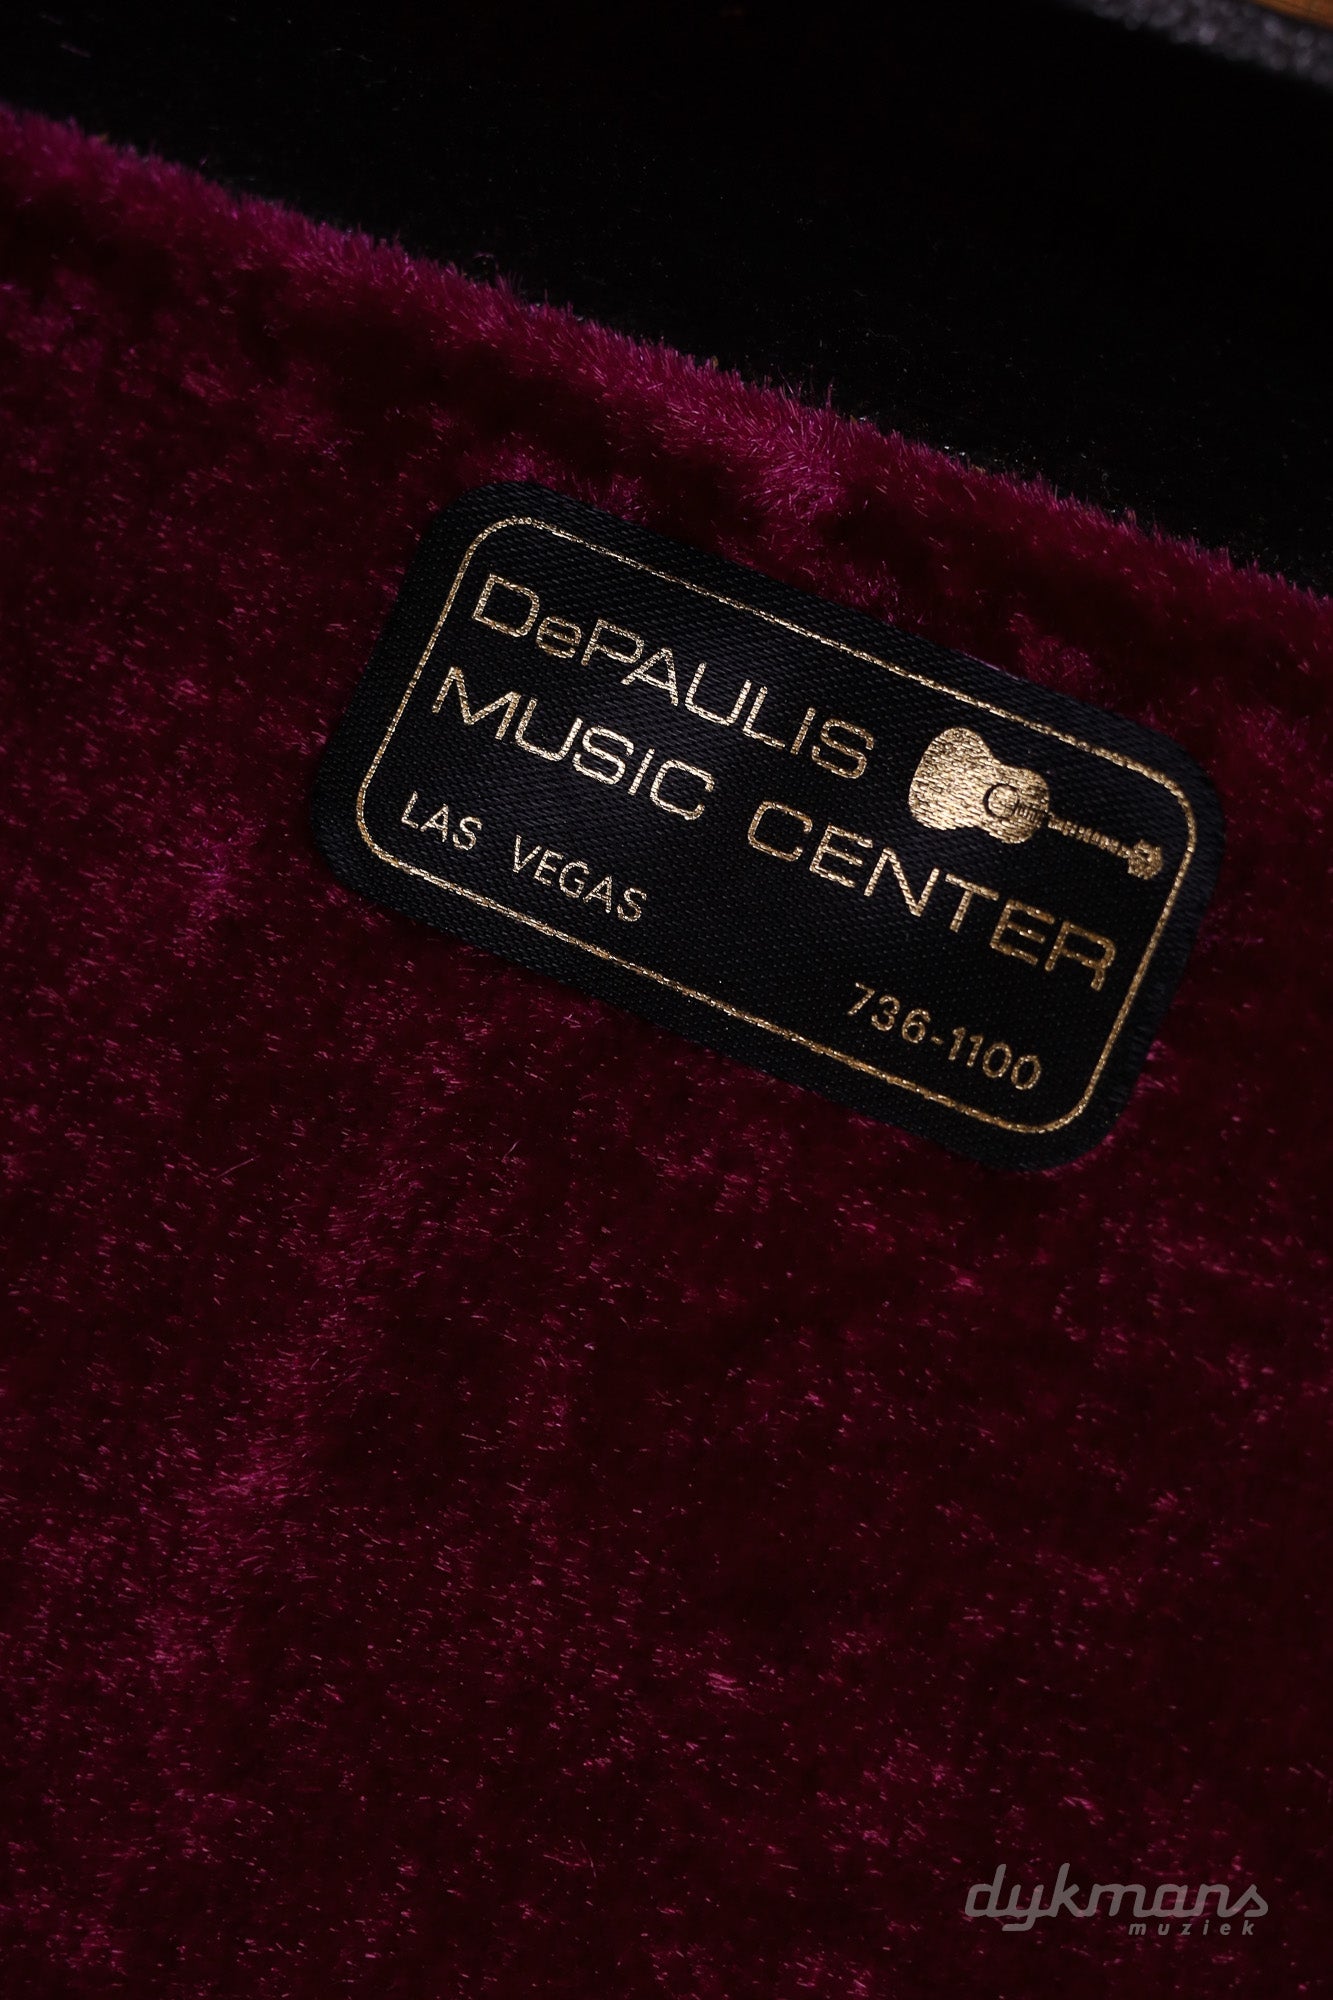 DePAULIS
MUSIC CENTER
LAS VEGAS
736-1100
dykmans
muziek